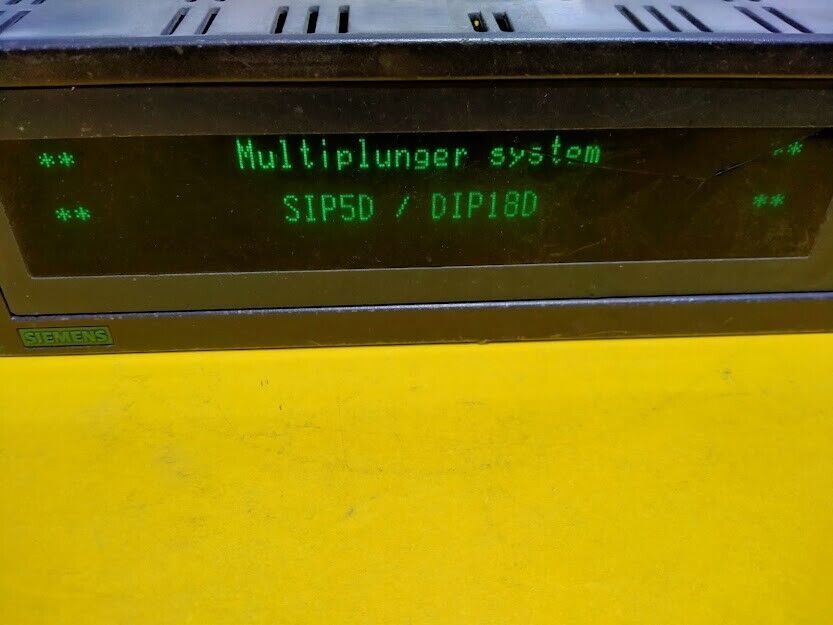 ** Multiplunger system **
** SIP5D / DIP18D **
SIEMENS